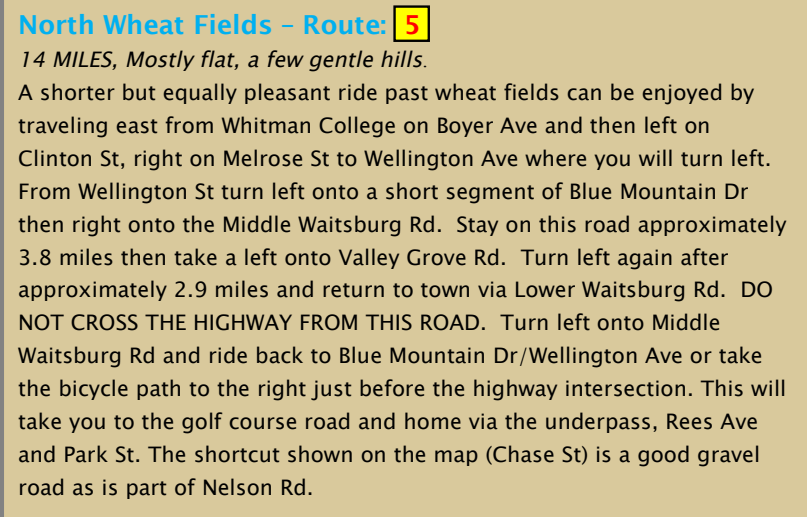 North Wheat Fields – Route: 5
14 MILES, Mostly flat, a few gentle hills.
A shorter but equally pleasant ride past wheat fields can be enjoyed by
traveling east from Whitman College on Boyer Ave and then left on
Clinton St, right on Melrose St to Wellington Ave where you will turn left.
From Wellington St turn left onto a short segment of Blue Mountain Dr
then right onto the Middle Waitsburg Rd.  Stay on this road approximately
3.8 miles then take a left onto Valley Grove Rd.  Turn left again after
approximately 2.9 miles and return to town via Lower Waitsburg Rd.  DO
NOT CROSS THE HIGHWAY FROM THIS ROAD.  Turn left onto Middle
Waitsburg Rd and ride back to Blue Mountain Dr/Wellington Ave or take
the bicycle path to the right just before the highway intersection. This will
take you to the golf course road and home via the underpass, Rees Ave
and Park St. The shortcut shown on the map (Chase St) is a good gravel
road as is part of Nelson Rd.